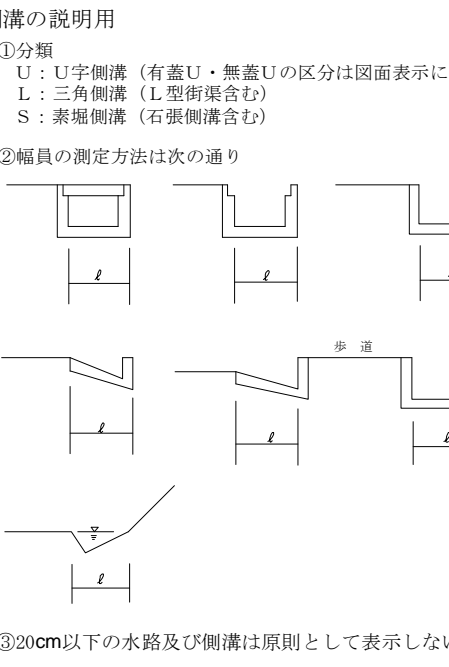 溝の説明用
①分類
U：U字側溝（有蓋U・無蓋Uの区分は図面表示に
L：三角側溝（L型街渠含む）
S：素堀側溝（石張側溝含む）
②幅員の測定方法は次の通り
ℓ
ℓ
歩 道
ℓ
ℓ
ℓ
ℓ
③20cm以下の水路及び側溝は原則として表示しない